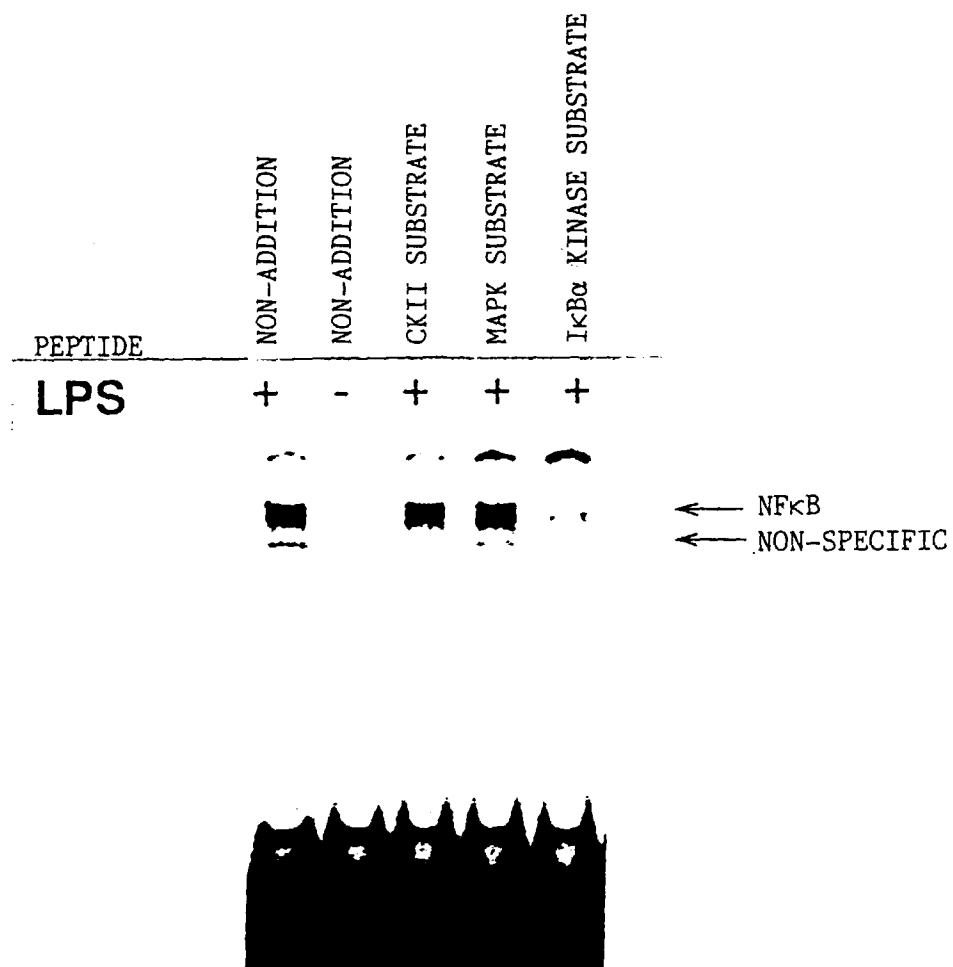 NON-ADDITION
NON-ADDITION
CKII SUBSTRATE
MAPK SUBSTRATE
IκBα KINASE SUBSTRATE
PEPTIDE
LPS + - + + +
NFκB
NON-SPECIFIC